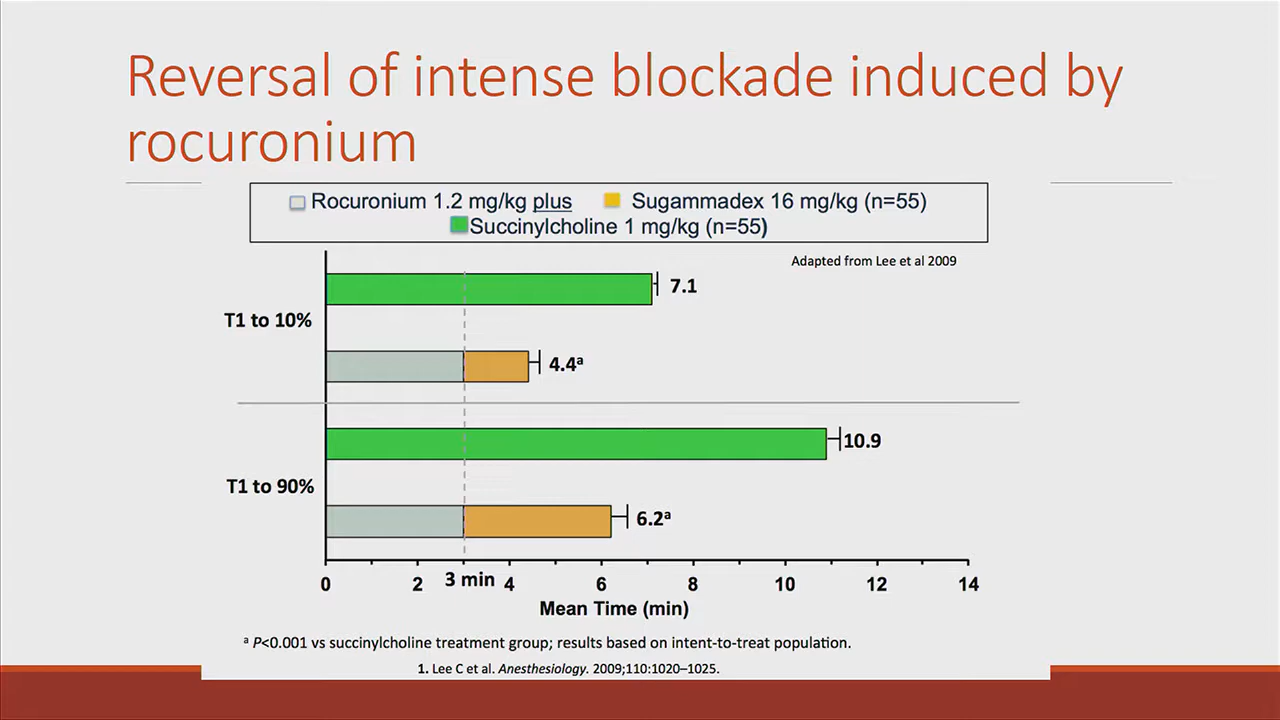 Reversal of intense blockade induced by
rocuronium
Rocuronium 1.2 mg/kg plus Sugammadex 16 mg/kg (n=55)
Succinylcholine 1 mg/kg (n=55)
Adapted from Lee et al 2009
7.1
T1 to 10%
4.4ᵃ
10.9
T1 to 90%
6.2ᵃ
0 2 3 min 4 6 8 10 12 14
Mean Time (min)
ᵃ P<0.001 vs succinylcholine treatment group; results based on intent-to-treat population.
1. Lee C et al. Anesthesiology. 2009;110:1020–1025.